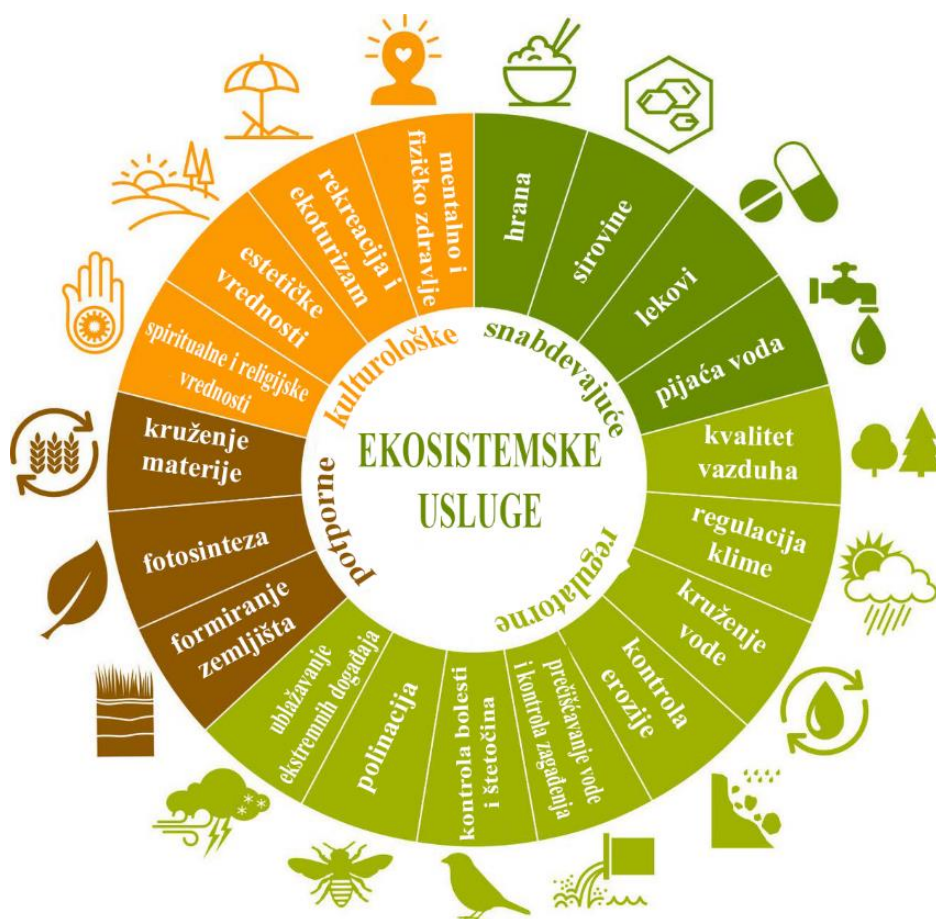 EKOSISTEMSKE
USLUGE
snabdevajuće
hrana
sirovine
lekovi
pijaća voda
regulatorne
kvalitet
vazduha
regulacija
klime
kruženje
vode
kontrola
erozije
prečišćavanje vode
i kontrola zagađenja
kontrola bolesti
i štetočina
polinacija
ublažavanje
ekstremnih događaja
potporne
formiranje
zemljišta
fotosinteza
kruženje
materije
kulturološke
spiritualne i religijske
vrednosti
estetičke
vrednosti
rekreacija i
ekoturizam
mentalno i
fizičko zdravlje